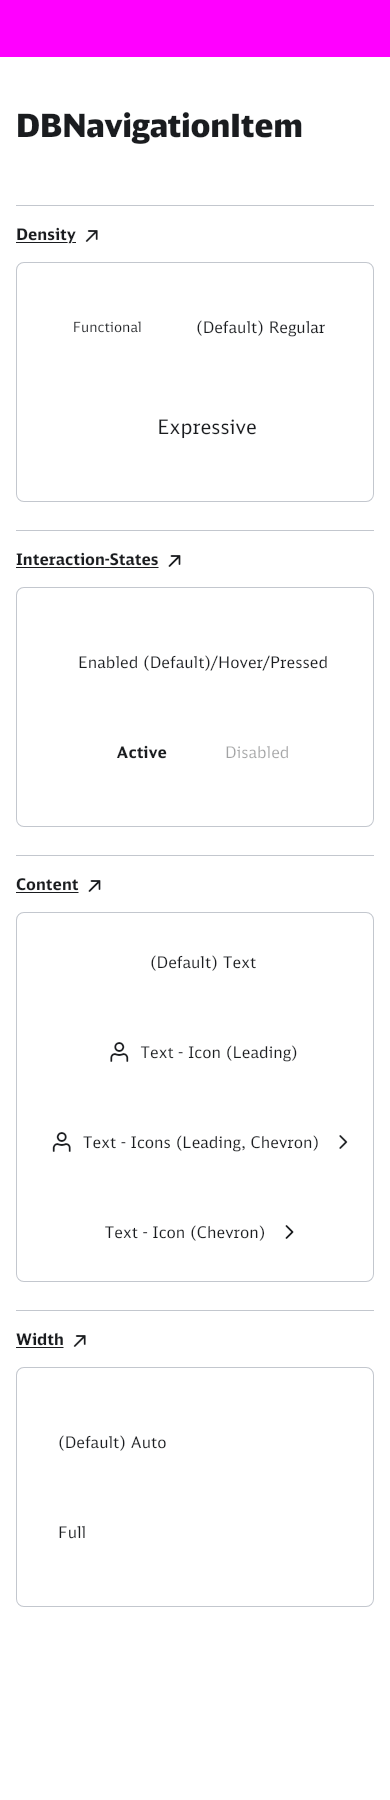 DBNavigationItem
Density
Functional (Default) Regular
Expressive
Interaction-States
Enabled (Default)/Hover/Pressed
Active Disabled
Content
(Default) Text
Text - Icon (Leading)
Text - Icons (Leading, Chevron)
Text - Icon (Chevron)
Width
(Default) Auto
Full